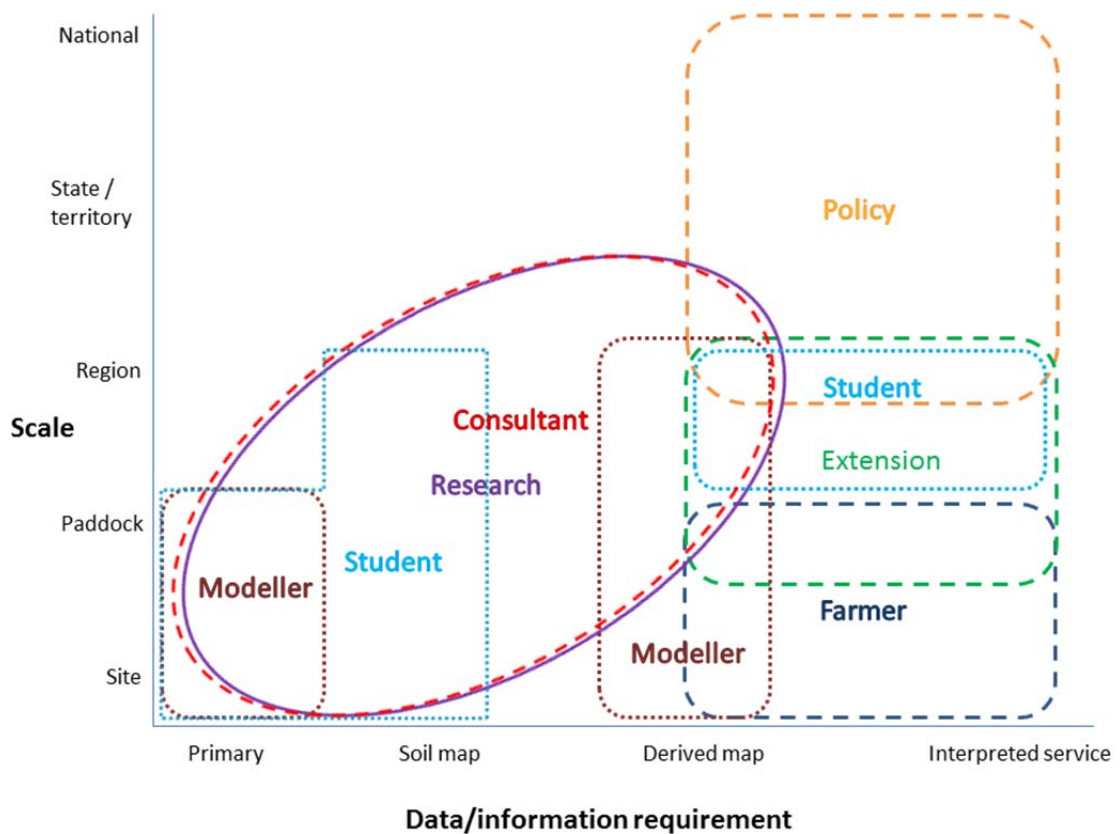 National
State /
territory
Policy
Region
Student
Scale
Consultant
Extension
Research
Paddock
Student
Modeller
Farmer
Modeller
Site
Primary
Soil map
Derived map
Interpreted service
Data/information requirement